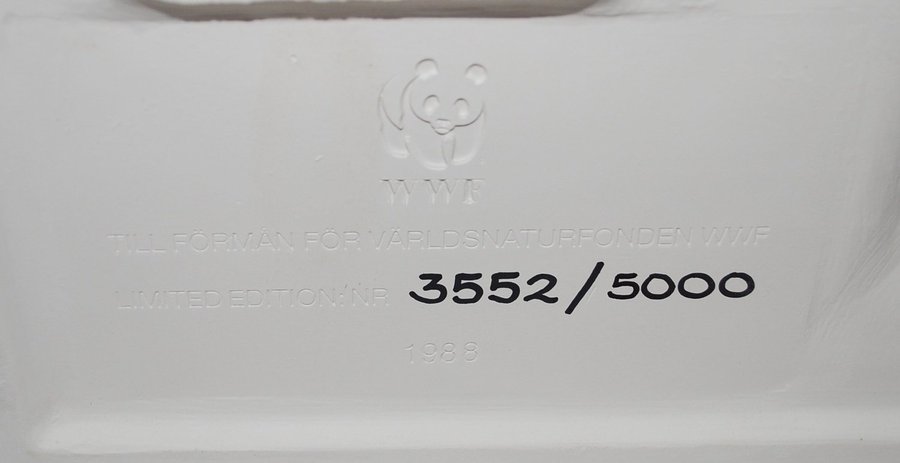 WWF
TILL FÖRMÅN FÖR VÄRLDSNATURFONDEN WWF
LIMITED EDITION: NR 3552/5000
1988